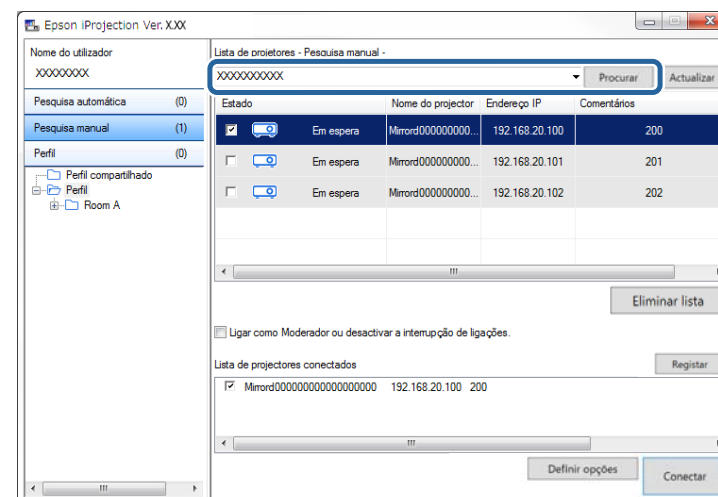 Epson iProjection Ver. X.XX
Nome do utilizador
XXXXXXXX
Pesquisa automática (0)
Pesquisa manual (1)
Perfil (0)
Perfil compartilhado
Perfil
Room A
Lista de projetores - Pesquisa manual -
XXXXXXXXXX Procurar Actualizar
Estado Nome do projector Endereço IP Comentários
Em espera Mirrord000000000... 192.168.20.100 200
Em espera Mirrord000000000... 192.168.20.101 201
Em espera Mirrord000000000... 192.168.20.102 202
Eliminar lista
Ligar como Moderador ou desactivar a interrupção de ligações.
Lista de projectores conectados Registar
Mirrord000000000000000000 192.168.20.100 200
Definir opções Conectar